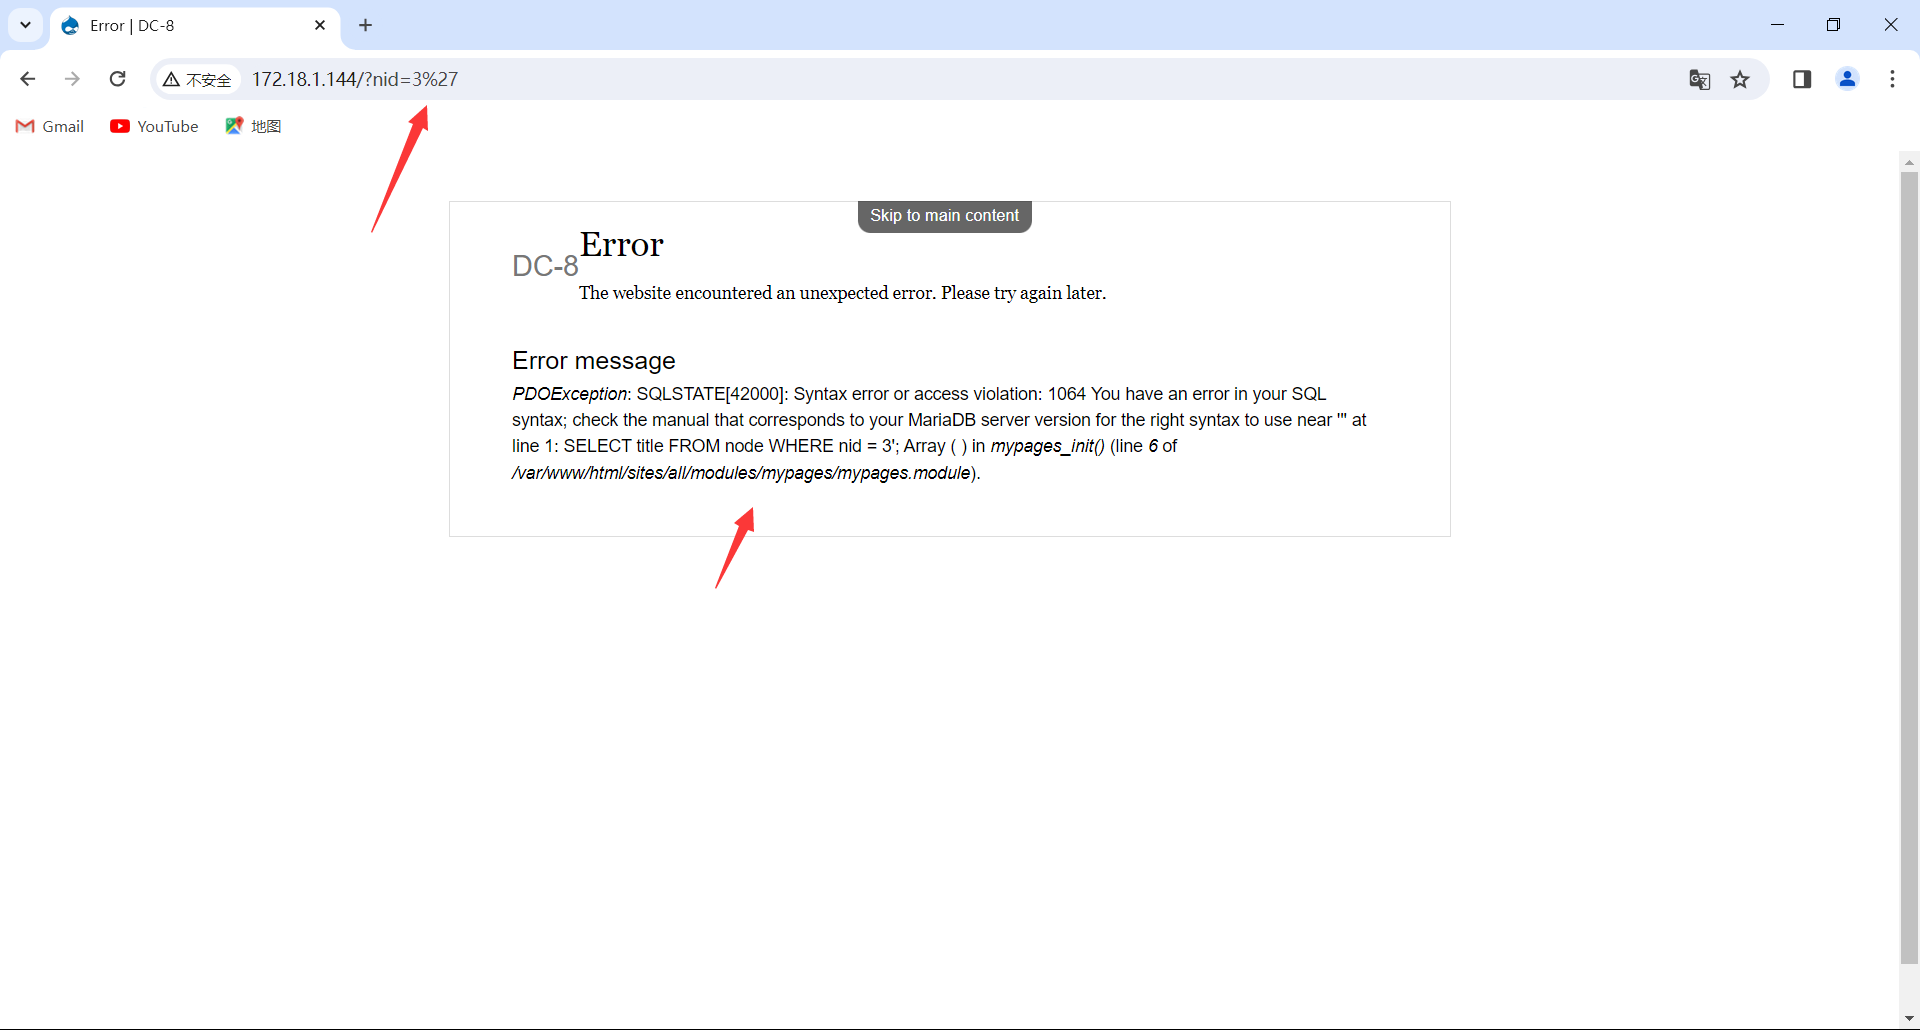 Error | DC-8
不安全
172.18.1.144/?nid=3%27
Gmail
YouTube
地图
Skip to main content
Error
DC-8
The website encountered an unexpected error. Please try again later.
Error message
PDOException: SQLSTATE[42000]: Syntax error or access violation: 1064 You have an error in your SQL
syntax; check the manual that corresponds to your MariaDB server version for the right syntax to use near ''' at
line 1: SELECT title FROM node WHERE nid = 3'; Array ( ) in mypages_init() (line 6 of
/var/www/html/sites/all/modules/mypages/mypages.module).